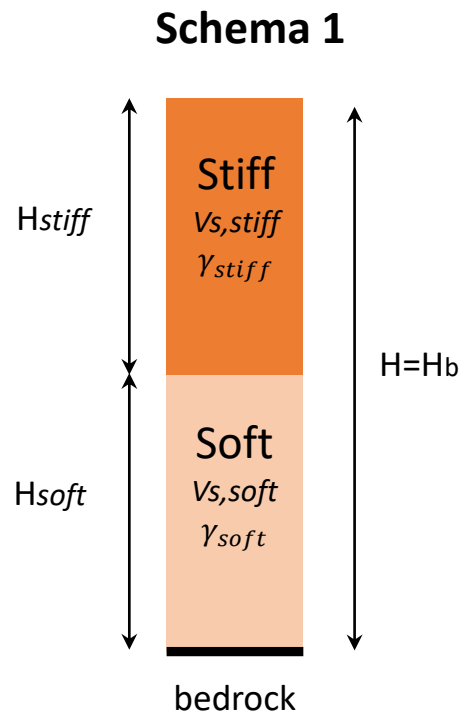 Schema 1
Stiff
Vs,stiff
γstiff
Hstiff
H=Hb
Soft
Vs,soft
γsoft
Hsoft
bedrock